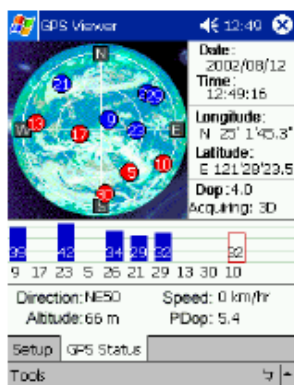 GPS Viewer 12:49
Date:
2002/08/12
Time:
12:49:16
Longitude:
N 25° 1'45.3"
Latitude:
E 121°29'23.5
Dop:4.0
Acquiring: 3D
N
21
9
23
E
W
13
17
5
10
30
S
39 42 34 29 32 32
9 17 23 5 26 21 29 13 30 10
Direction:NE50 Speed: 0 km/hr
Altitude:66 m PDop: 5.4
Setup GPS Status
Tools